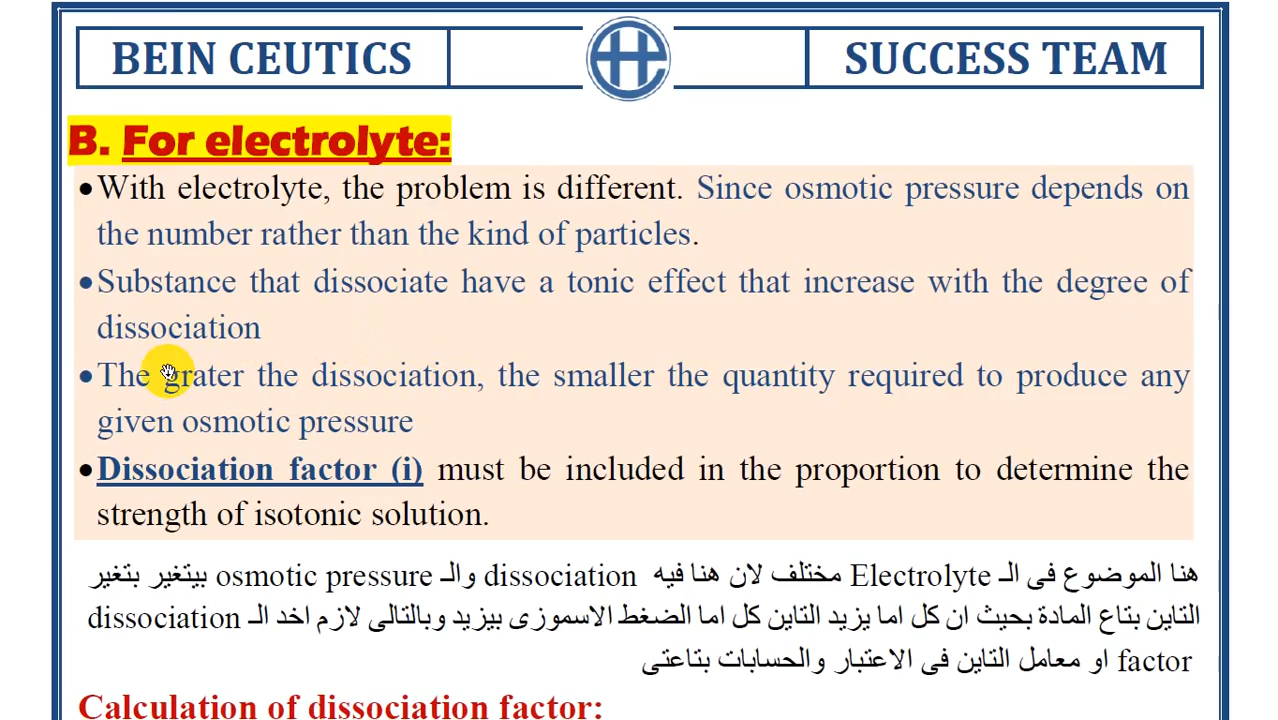 BEIN CEUTICS
SUCCESS TEAM
B. For electrolyte:
•With electrolyte, the problem is different. Since osmotic pressure depends on
the number rather than the kind of particles.
•Substance that dissociate have a tonic effect that increase with the degree of
dissociation
•The grater the dissociation, the smaller the quantity required to produce any
given osmotic pressure
•Dissociation factor (i) must be included in the proportion to determine the
strength of isotonic solution.
هنا الموضوع فى الـ Electrolyte مختلف لان هنا فيه dissociation والـ osmotic pressure بيتغير بتغير
التاين بتاع المادة بحيث ان كل اما يزيد التاين كل اما الضغط الاسموزى بيزيد وبالتالى لازم اخد الـ dissociation
factor او معامل التاين فى الاعتبار والحسابات بتاعتى
Calculation of dissociation factor: